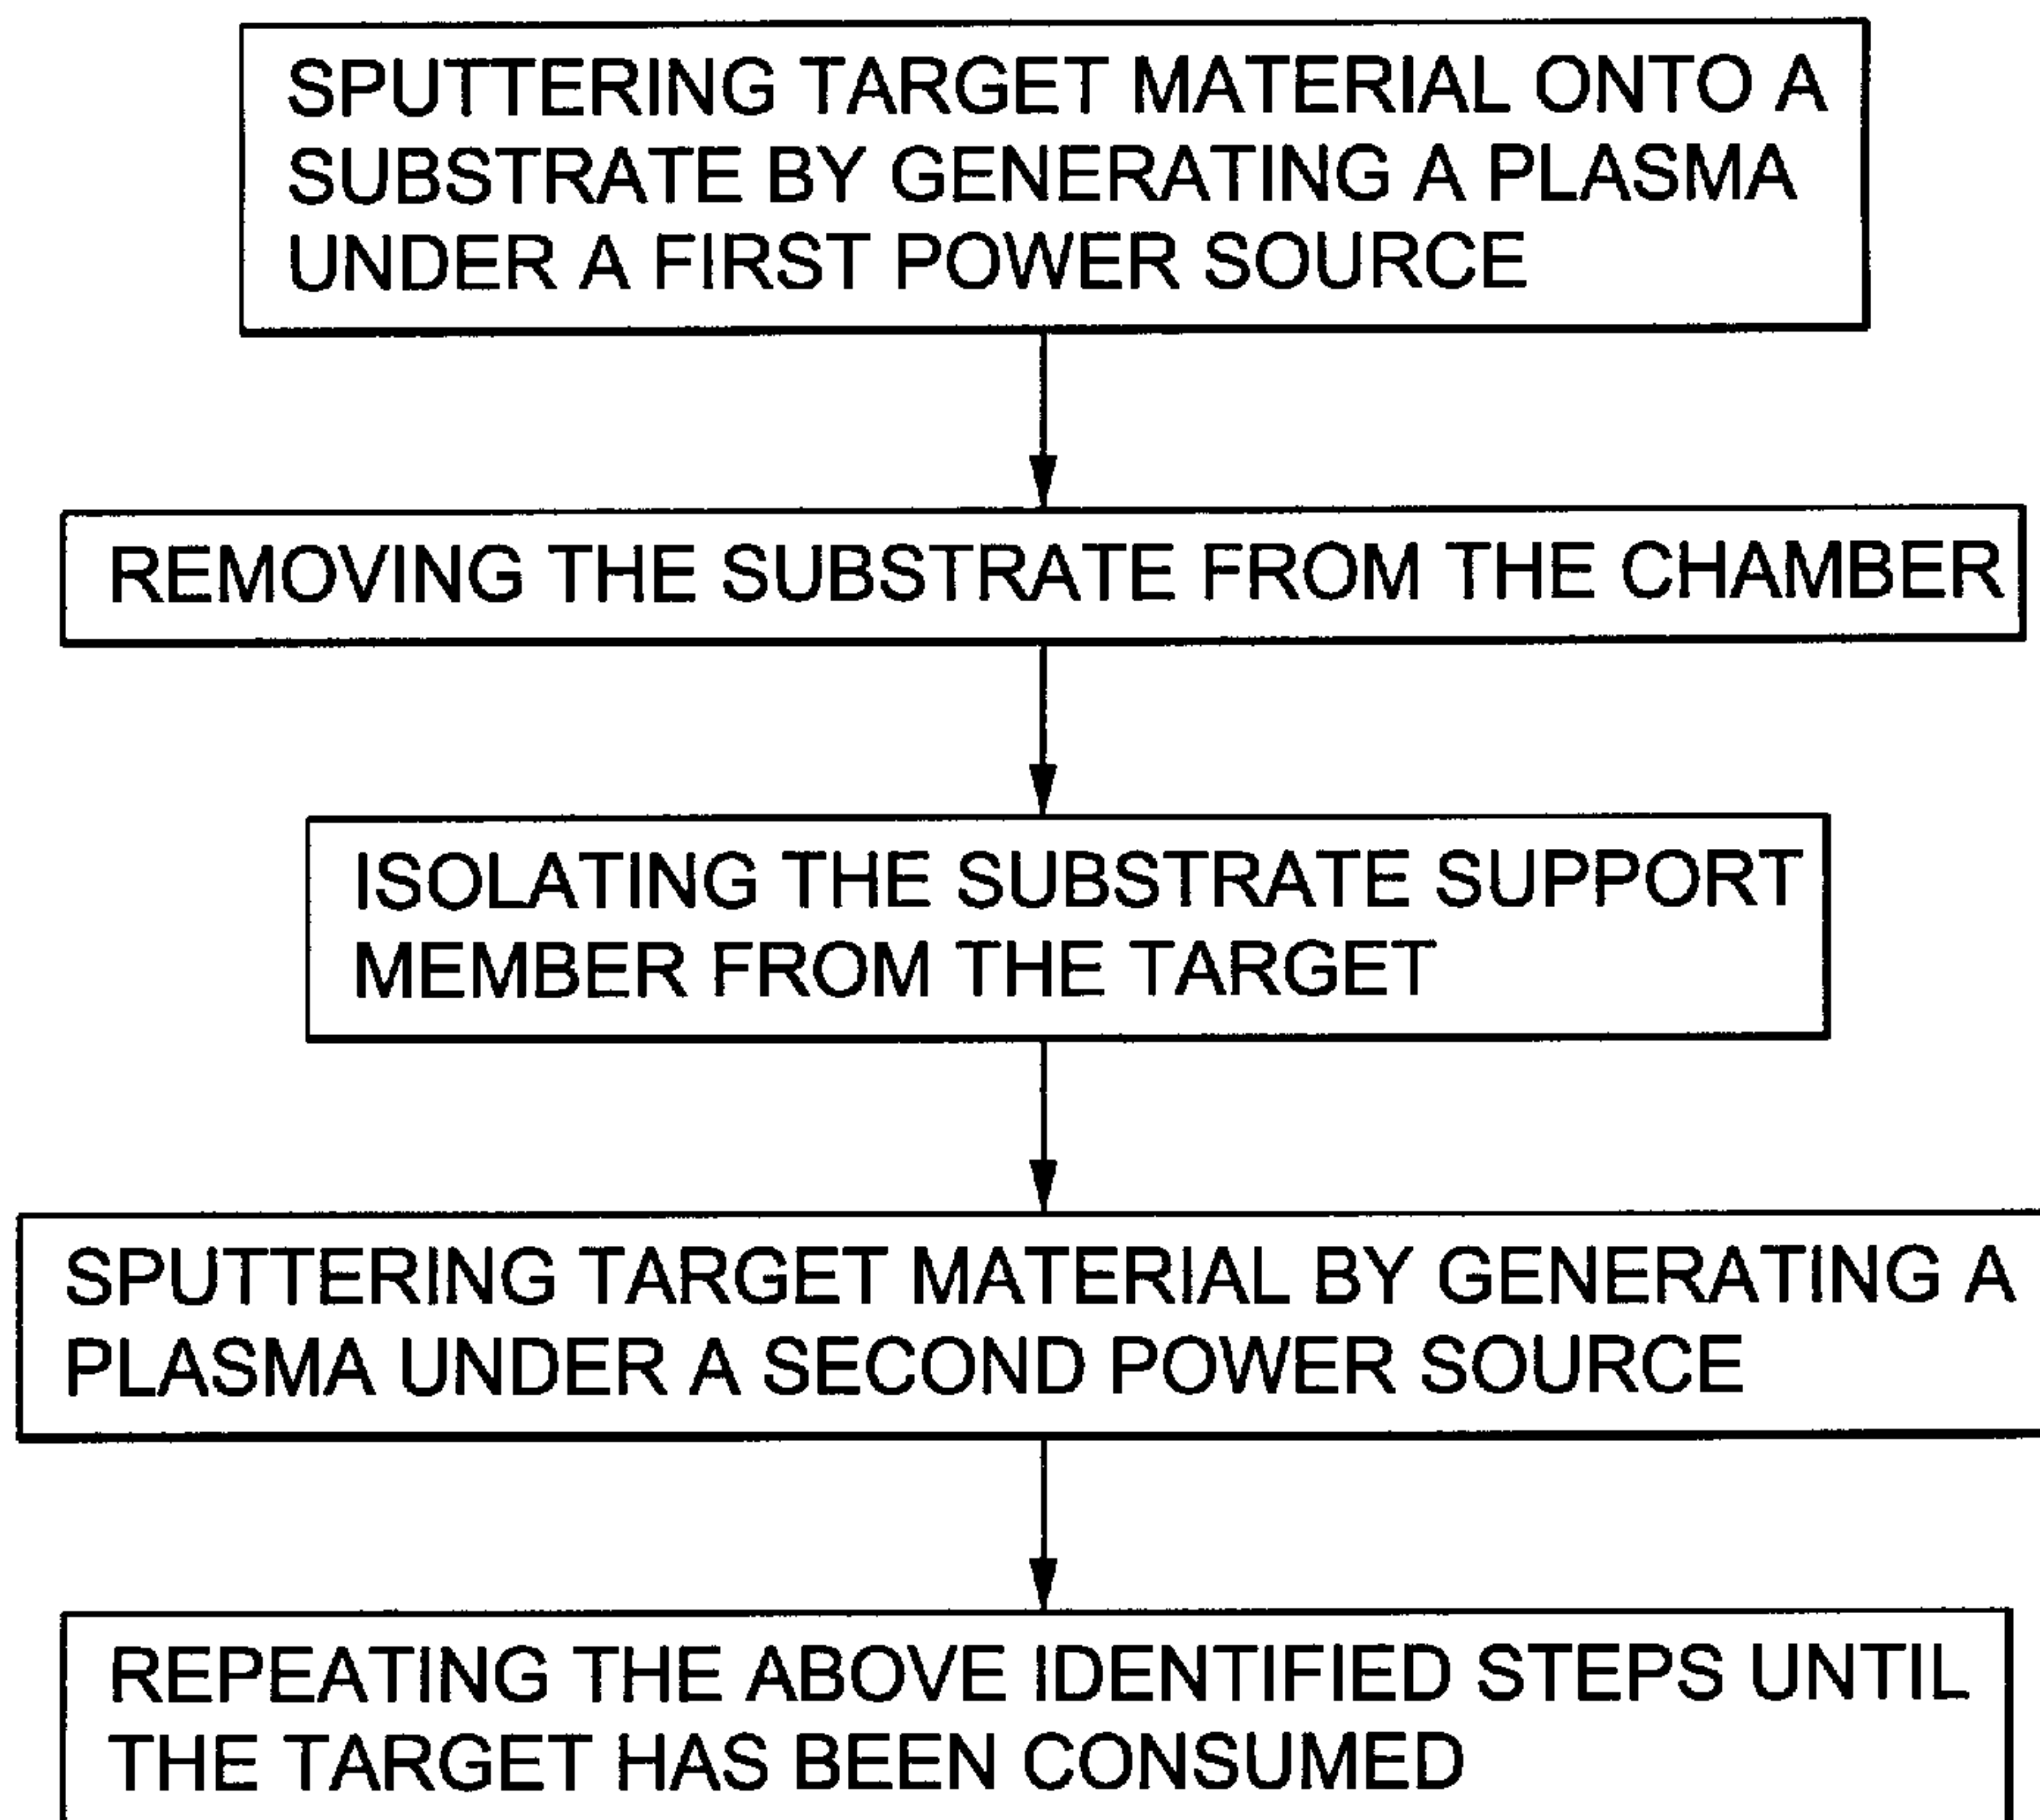 SPUTTERING TARGET MATERIAL ONTO A
SUBSTRATE BY GENERATING A PLASMA
UNDER A FIRST POWER SOURCE
REMOVING THE SUBSTRATE FROM THE CHAMBER
ISOLATING THE SUBSTRATE SUPPORT
MEMBER FROM THE TARGET
SPUTTERING TARGET MATERIAL BY GENERATING A
PLASMA UNDER A SECOND POWER SOURCE
REPEATING THE ABOVE IDENTIFIED STEPS UNTIL
THE TARGET HAS BEEN CONSUMED